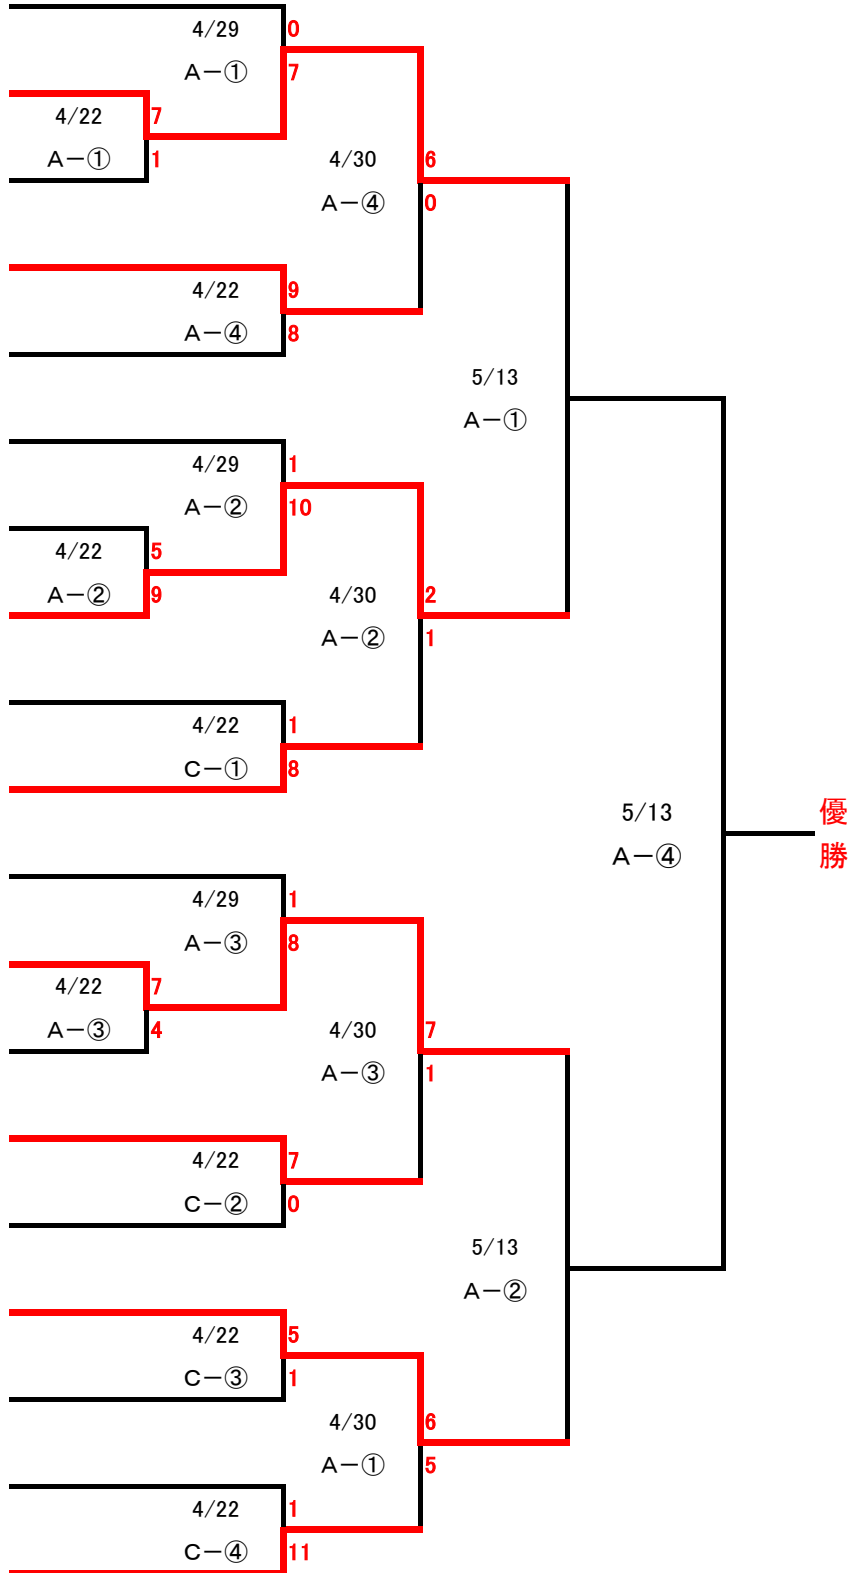 4/29 0
A－① 7
4/22 7
A－① 1
4/30 6
A－④ 0
4/22 9
A－④ 8
5/13
A－①
4/29 1
A－② 10
4/22 5
A－② 9
4/30 2
A－② 1
4/22 1
C－① 8
5/13 優
A－④ 勝
4/29 1
A－③ 8
4/22 7
A－③ 4
4/30 7
A－③ 1
4/22 7
C－② 0
5/13
A－②
4/22 5
C－③ 1
4/30 6
A－① 5
4/22 1
C－④ 11